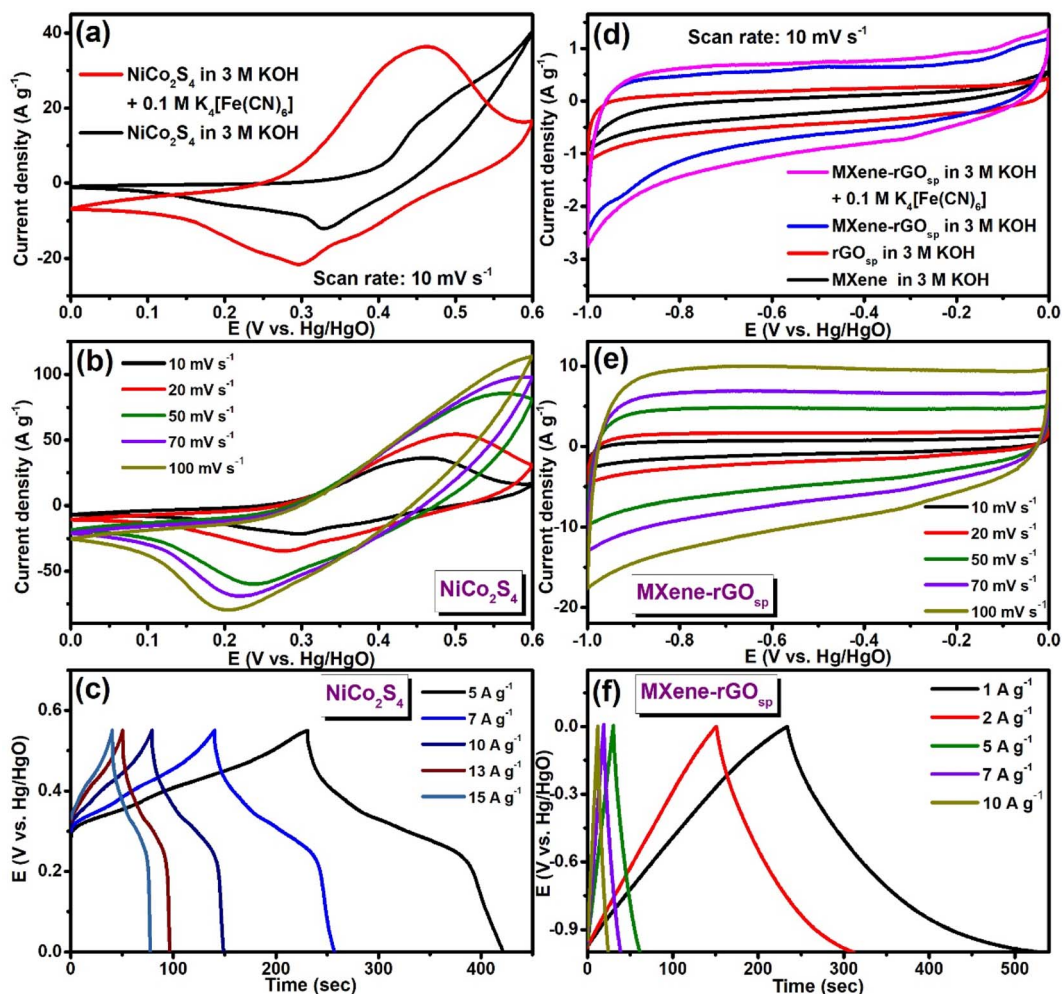 (a)
40
20
0
-20
NiCo₂S₄ in 3 M KOH
+ 0.1 M K₄[Fe(CN)₆]
NiCo₂S₄ in 3 M KOH
Scan rate: 10 mV s⁻¹
Current density (A g⁻¹)
0.0 0.1 0.2 0.3 0.4 0.5 0.6
E (V vs. Hg/HgO)
(d)
Scan rate: 10 mV s⁻¹
1
0
-1
-2
-3
MXene-rGOsp in 3 M KOH
+ 0.1 M K₄[Fe(CN)₆]
MXene-rGOsp in 3 M KOH
rGOsp in 3 M KOH
MXene in 3 M KOH
Current density (A g⁻¹)
-1.0 -0.8 -0.6 -0.4 -0.2 0.0
E (V vs. Hg/HgO)
(b)
100
50
0
-50
10 mV s⁻¹
20 mV s⁻¹
50 mV s⁻¹
70 mV s⁻¹
100 mV s⁻¹
NiCo₂S₄
Current density (A g⁻¹)
0.0 0.1 0.2 0.3 0.4 0.5 0.6
E (V vs. Hg/HgO)
(e)
10
0
-10
-20
10 mV s⁻¹
20 mV s⁻¹
50 mV s⁻¹
70 mV s⁻¹
100 mV s⁻¹
MXene-rGOsp
Current density (A g⁻¹)
-1.0 -0.8 -0.6 -0.4 -0.2 0.0
E (V vs. Hg/HgO)
(c)
0.6
0.4
0.2
0.0
NiCo₂S₄
5 A g⁻¹
7 A g⁻¹
10 A g⁻¹
13 A g⁻¹
15 A g⁻¹
E (V vs. Hg/HgO)
0 100 200 300 400
Time (sec)
(f)
0.0
-0.3
-0.6
-0.9
MXene-rGOsp
1 A g⁻¹
2 A g⁻¹
5 A g⁻¹
7 A g⁻¹
10 A g⁻¹
E (V vs. Hg/HgO)
0 100 200 300 400 500
Time (sec)